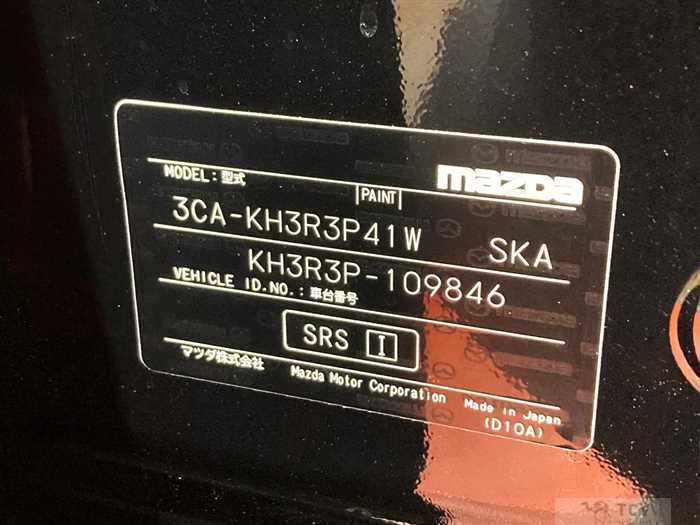 mazda
MODEL: 型式
PAINT
3CA-KH3R3P41W SKA
KH3R3P-109846
VEHICLE ID.NO.: 車台番号
SRS I
マツダ株式会社 Mazda Motor Corporation Made in Japan
(D10A)
TCV